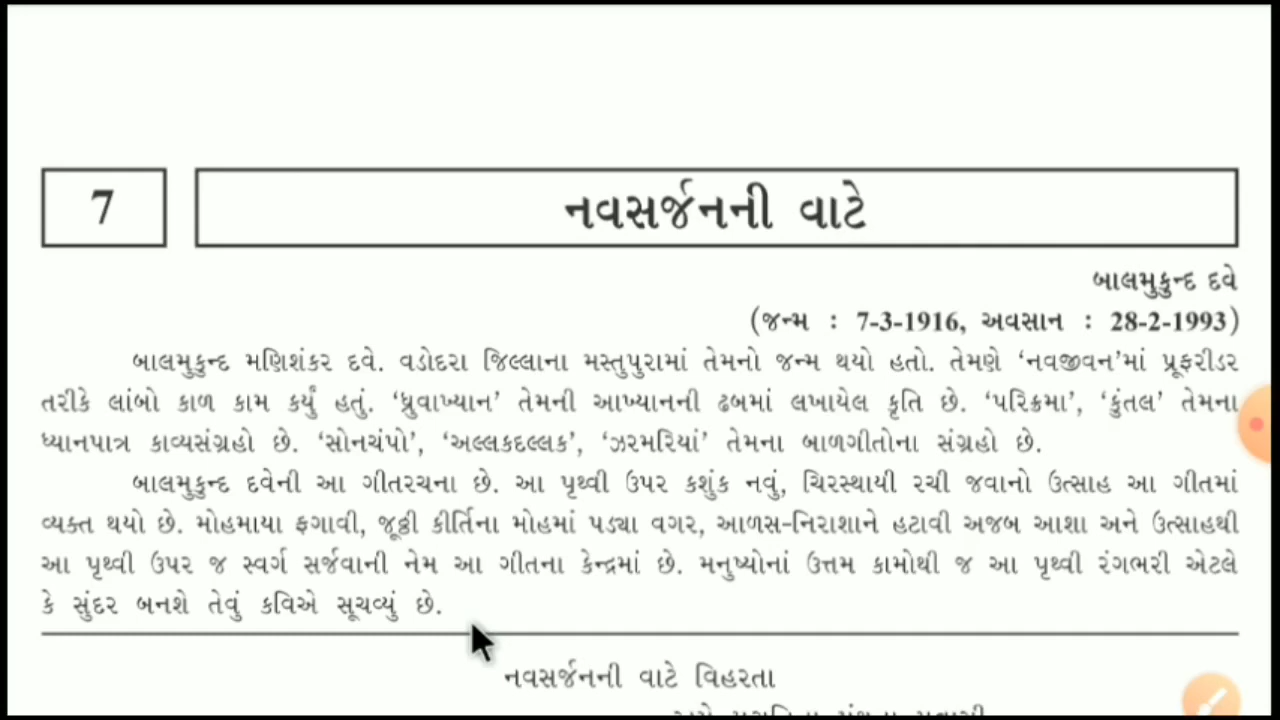 7
નવસર્જનની વાટે
બાલમુકુન્દ દવે
(જન્મ : 7-3-1916, અવસાન : 28-2-1993)
બાલમુકુન્દ મણિશંકર દવે. વડોદરા જિલ્લાના મસ્તુપુરામાં તેમનો જન્મ થયો હતો. તેમણે ‘નવજીવન’માં પ્રૂફરીડર
તરીકે લાંબો કાળ કામ કર્યું હતું. ‘ધ્રુવાખ્યાન’ તેમની આખ્યાનની ઢબમાં લખાયેલ કૃતિ છે. ‘પરિક્રમા’, ‘કુંતલ’ તેમના
ધ્યાનપાત્ર કાવ્યસંગ્રહો છે. ‘સોનચંપો’, ‘અલ્લકદલ્લક’, ‘ઝરમરિયાં’ તેમના બાળગીતોના સંગ્રહો છે.
બાલમુકુન્દ દવેની આ ગીતરચના છે. આ પૃથ્વી ઉપર કશુંક નવું, ચિરસ્થાયી રચી જવાનો ઉત્સાહ આ ગીતમાં
વ્યક્ત થયો છે. મોહમાયા ફગાવી, જૂઠ્ઠી કીર્તિના મોહમાં પડ્યા વગર, આળસ-નિરાશાને હટાવી અજબ આશા અને ઉત્સાહથી
આ પૃથ્વી ઉપર જ સ્વર્ગ સર્જવાની નેમ આ ગીતના કેન્દ્રમાં છે. મનુષ્યોનાં ઉત્તમ કામોથી જ આ પૃથ્વી રંગભરી એટલે
કે સુંદર બનશે તેવું કવિએ સૂચવ્યું છે.
નવસર્જનની વાટે વિહરતા